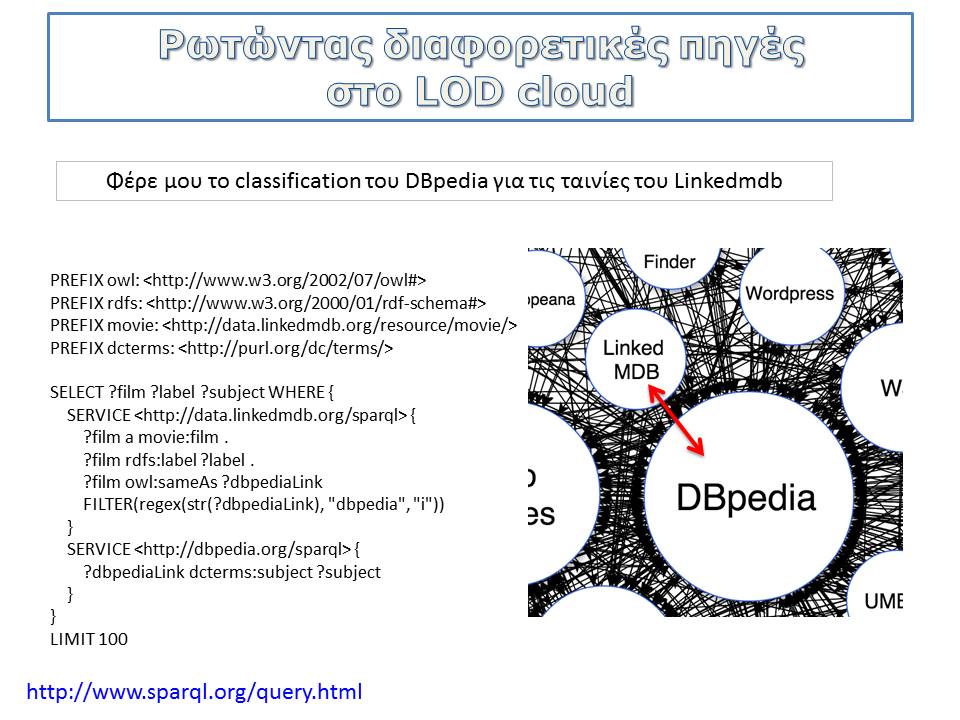 Ρωτώντας διαφορετικές πηγές
στο LOD cloud
Φέρε μου το classification του DBpedia για τις ταινίες του Linkedmdb
PREFIX owl: <http://www.w3.org/2002/07/owl#>
PREFIX rdfs: <http://www.w3.org/2000/01/rdf-schema#>
PREFIX movie: <http://data.linkedmdb.org/resource/movie/>
PREFIX dcterms: <http://purl.org/dc/terms/>
SELECT ?film ?label ?subject WHERE {
SERVICE <http://data.linkedmdb.org/sparql> {
?film a movie:film .
?film rdfs:label ?label .
?film owl:sameAs ?dbpediaLink
FILTER(regex(str(?dbpediaLink), "dbpedia", "i"))
}
SERVICE <http://dbpedia.org/sparql> {
?dbpediaLink dcterms:subject ?subject
}
}
LIMIT 100
Finder
opeana
Wordpress
Linked
MDB
DBpedia
es
UME
http://www.sparql.org/query.html